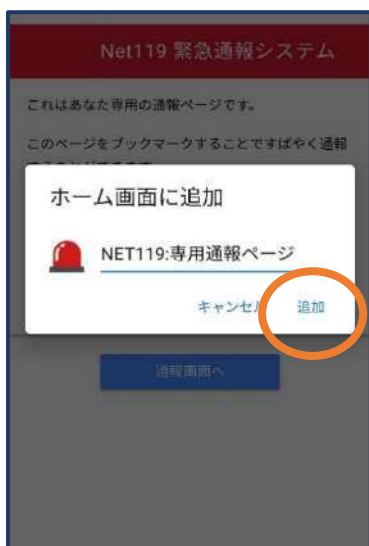 Net119 緊急通報システム
これはあなた専用の通報ページです。
このページをブックマークすることですばやく通報
ホーム画面に追加
NET119:専用通報ページ
キャンセル 追加
通報画面へ